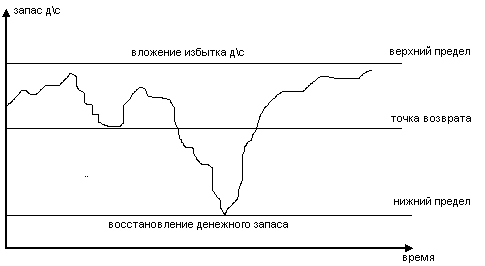 запас д\с
вложение избытка д\с
верхний предел
точка возврата
нижний предел
восстановление денежного запаса
время